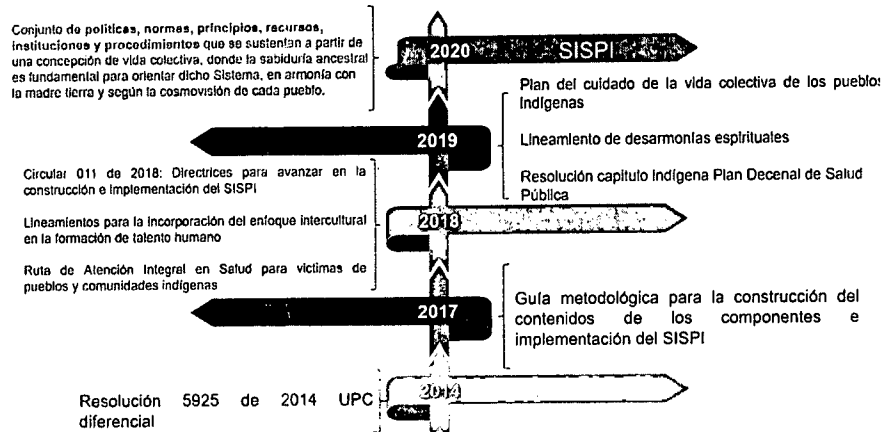 Conjunto de políticas, normas, principios, recursos,
instituciones y procedimientos que se sustentan a partir de
una concepción de vida colectiva, donde la sabiduría ancestral
es fundamental para orientar dicho Sistema, en armonía con
la madre tierra y según la cosmovisión de cada pueblo.
2020 SISPI
Plan del cuidado de la vida colectiva de los pueblos
Indígenas
2019
Lineamiento de desarmonías espirituales
Resolución capitulo Indígena Plan Decenal de Salud
Pública
Circular 011 de 2018: Directrices para avanzar en la
construcción e Implementación del SISPI
Lineamientos para la incorporación del enfoque intercultural
en la formación de talento humano
Ruta de Atención Integral en Salud para victimas de
pueblos y comunidades indígenas
2018
2017
Guía metodológica para la construcción del
contenidos de los componentes e
implementación del SISPI
Resolución 5925 de 2014 UPC
diferencial
2014